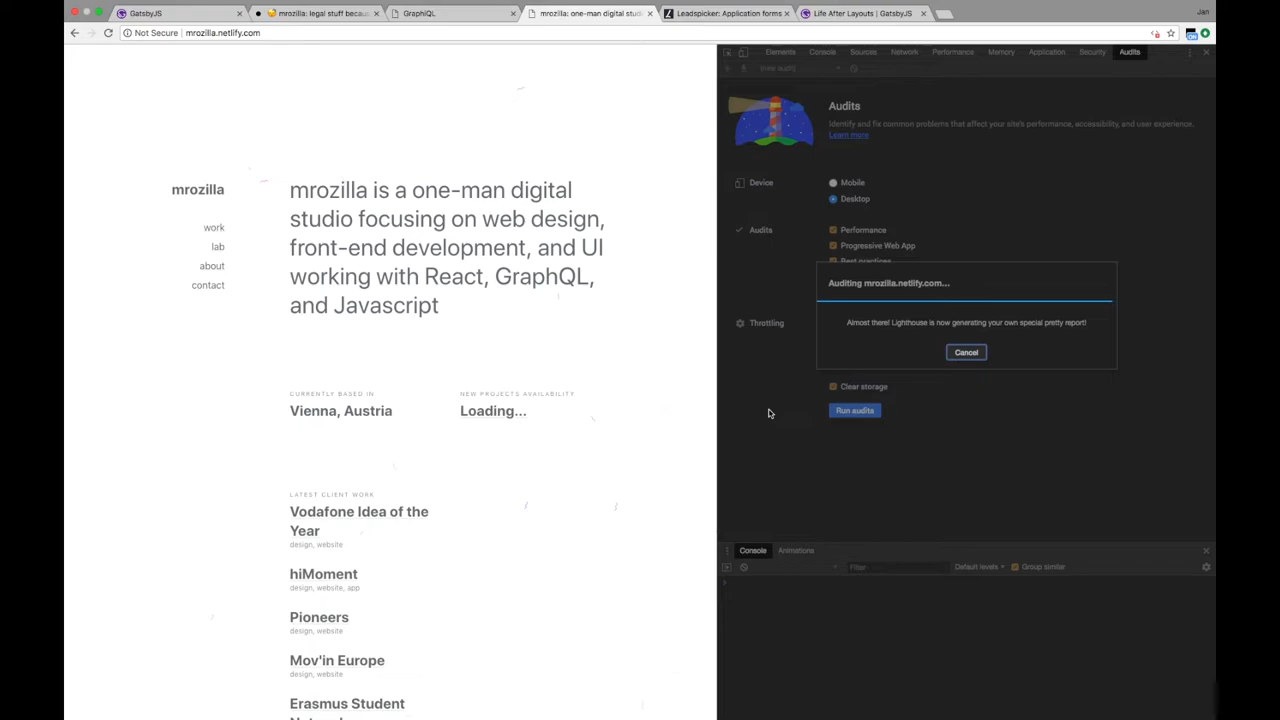 GatsbyJS
mrozilla: legal stuff becau
GraphiQL
mrozilla: one-man digital stud
Leadspicker: Application forms
Life After Layouts | GatsbyJS
Jan
Not Secure | mrozilla.netlify.com
Elements
Console
Sources
Network
Performance
Memory
Application
Security
Audits
(new audit)
Audits
Identify and fix common problems that affect your site's performance, accessibility, and user experience.
Learn more
Device
Mobile
Desktop
Audits
Performance
Progressive Web App
Best practices
Auditing mrozilla.netlify.com...
Almost there! Lighthouse is now generating your own special pretty report!
Cancel
Throttling
Clear storage
Run audits
Console
Animations
Filter
Default levels
Group similar
mrozilla
work
lab
about
contact
mrozilla is a one-man digital
studio focusing on web design,
front-end development, and UI
working with React, GraphQL,
and Javascript
CURRENTLY BASED IN
Vienna, Austria
NEW PROJECTS AVAILABILITY
Loading...
LATEST CLIENT WORK
Vodafone Idea of the
Year
design, website
hiMoment
design, website, app
Pioneers
design, website
Mov'in Europe
design, website
Erasmus Student